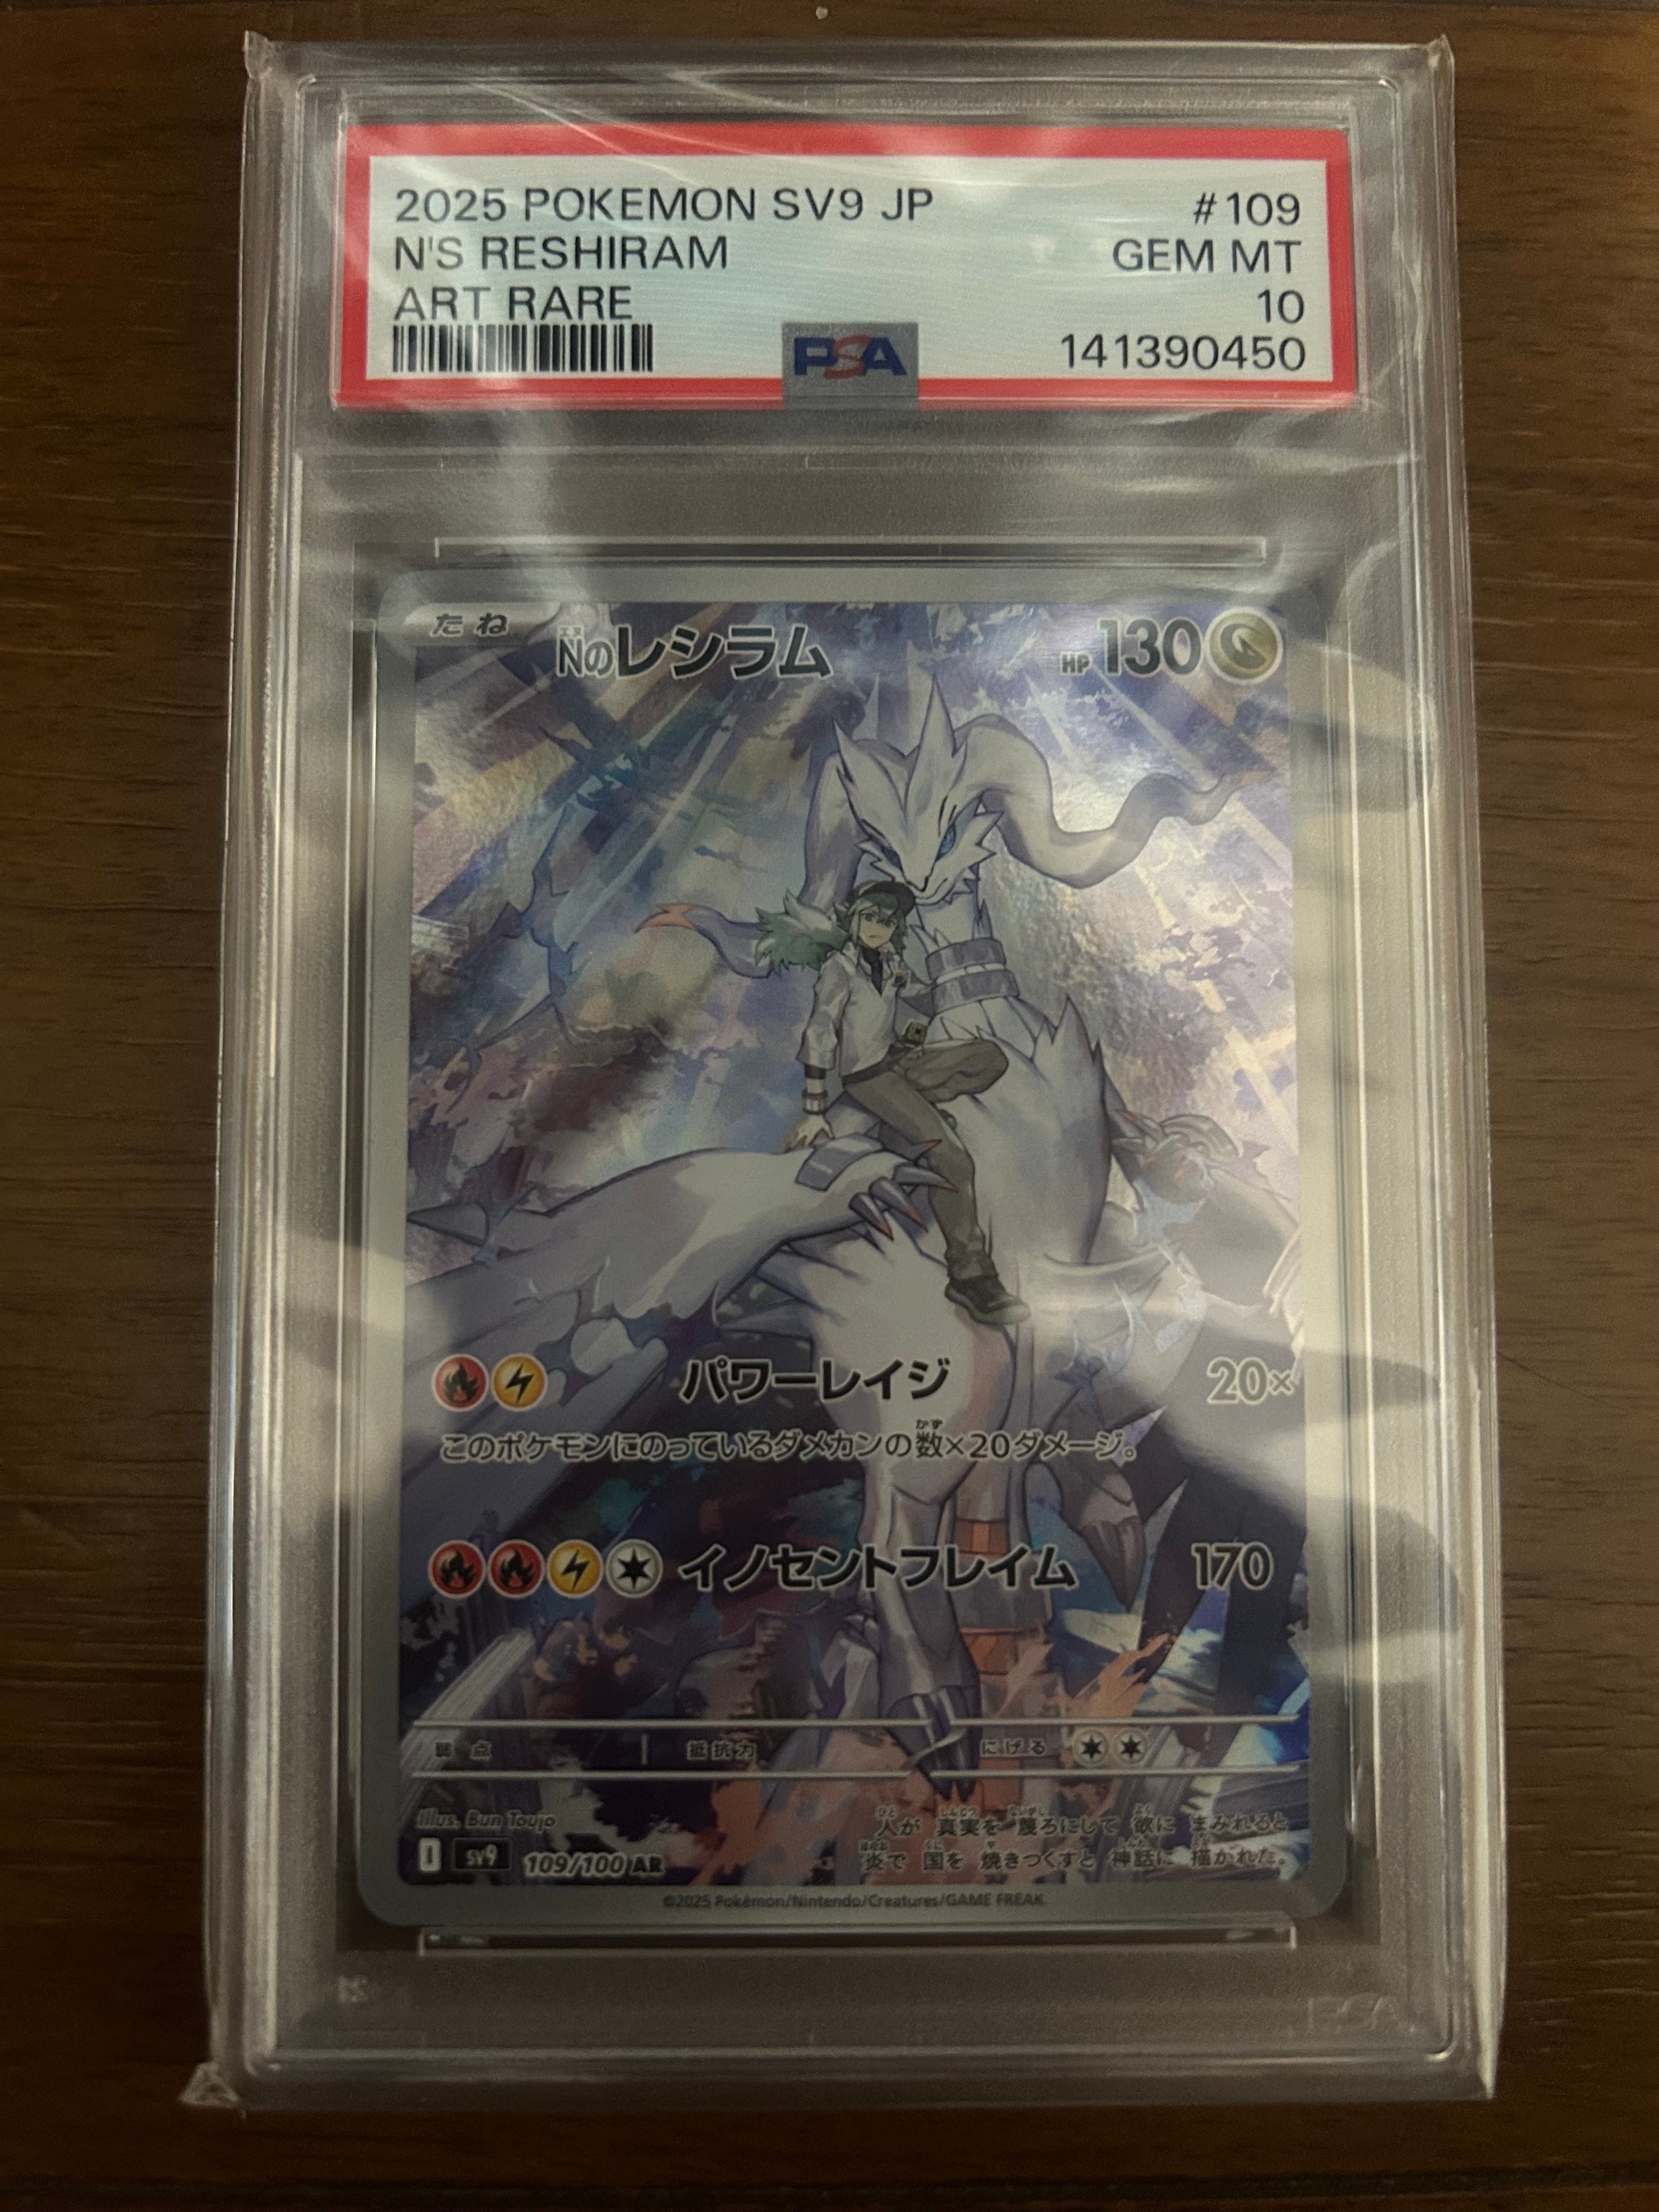 2025 POKEMON SV9 JP #109
N'S RESHIRAM GEM MT
ART RARE 10
PSA 141390450
たね Nのレシラム HP 130
エヌ
パワーレイジ 20×
このポケモンにのっているダメカンの数×20ダメージ。
かず
イノセントフレイム 170
弱点 抵抗力 にげる
Illus. Bun Toujo
人が 真実を 蔑ろにして 欲に まみれると
炎で 国を 焼きつくすと 神話に 描かれた。
I SV9 109/100 AR
©2025 Pokémon/Nintendo/Creatures/GAME FREAK.
PSA